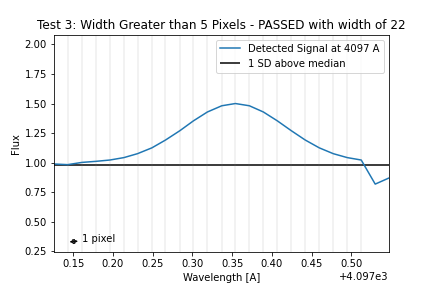 Test 3: Width Greater than 5 Pixels - PASSED with width of 22
Detected Signal at 4097 A
1 SD above median
2.00
1.75
1.50
1.25
1.00
0.75
0.50
0.25
Flux
1 pixel
0.15 0.20 0.25 0.30 0.35 0.40 0.45 0.50
Wavelength [A]
+4.097e3